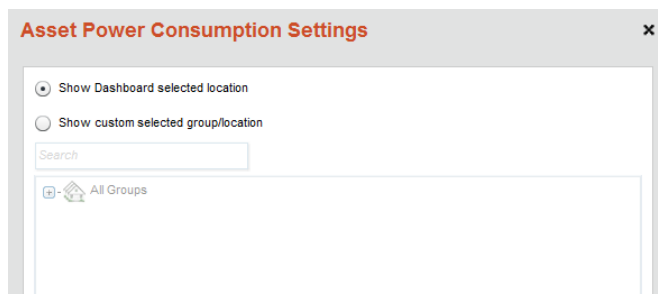 Asset Power Consumption Settings
Show Dashboard selected location
Show custom selected group/location
Search
All Groups